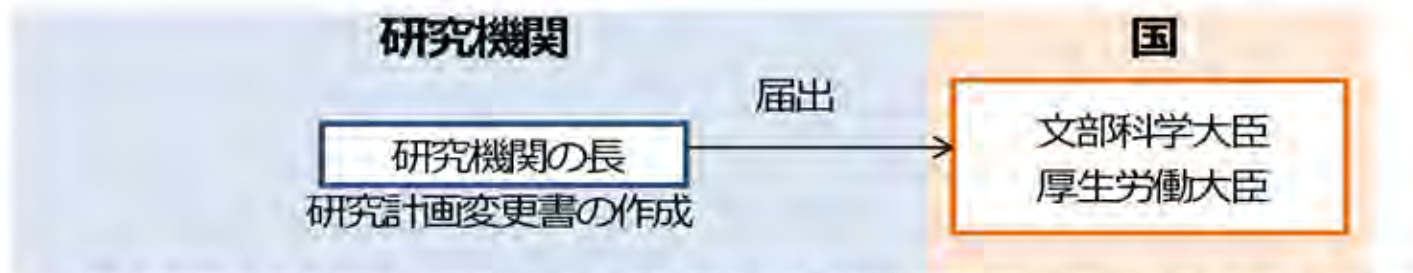 研究機関
国
届出
研究機関の長
研究計画変更書の作成
文部科学大臣
厚生労働大臣